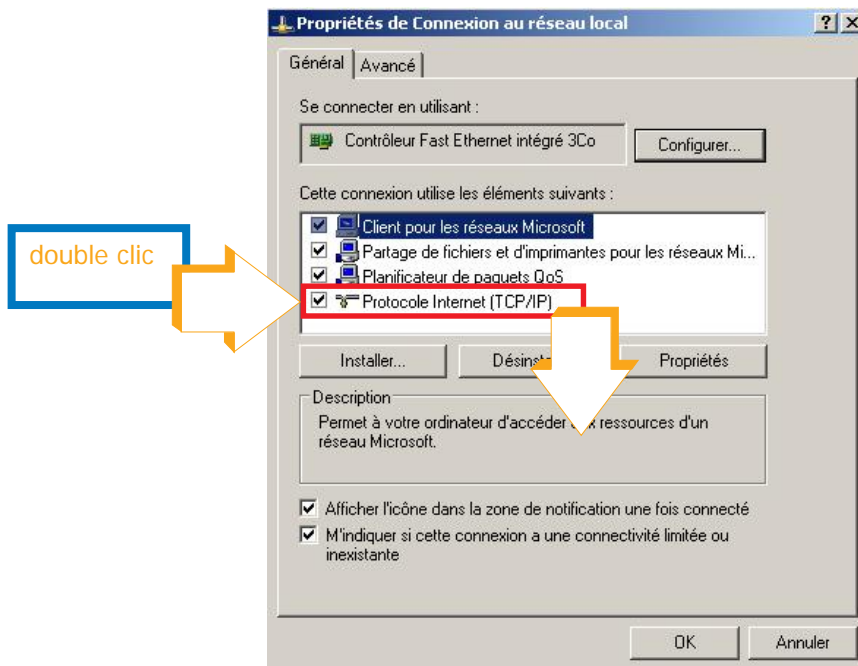 Propriétés de Connexion au réseau local
Général
Avancé
Se connecter en utilisant :
Contrôleur Fast Ethernet intégré 3Co
Configurer...
Cette connexion utilise les éléments suivants :
Client pour les réseaux Microsoft
Partage de fichiers et d'imprimantes pour les réseaux Mi...
Planificateur de paquets QoS
double clic
Protocole Internet (TCP/IP)
Installer...
Propriétés
Description
Permet à votre ordinateur d'accéder ressources d'un
réseau Microsoft.
Afficher l'icône dans la zone de notification une fois connecté
M'indiquer si cette connexion a une connectivité limitée ou
inexistante
OK
Annuler